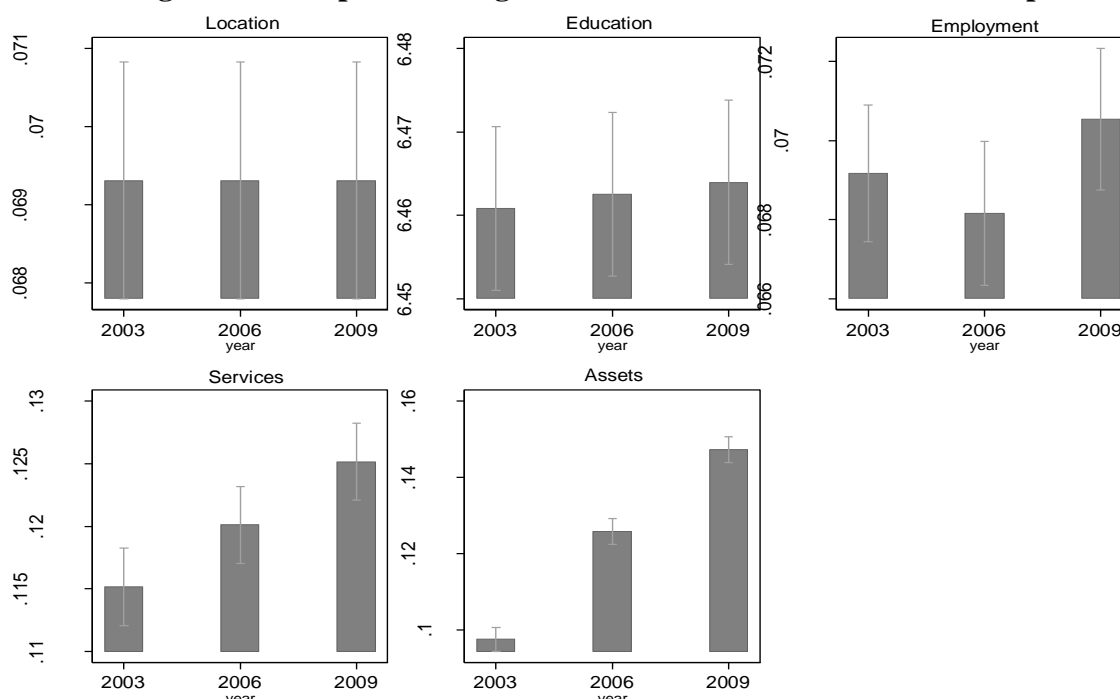 Location
.071
.07
.069
.068
2003 2006 2009
year
Education
6.48
6.47
6.46
6.45
2003 2006 2009
year
Employment
.072
.07
.068
.066
2003 2006 2009
year
Services
.13
.125
.12
.115
.11
2003 2006 2009
year
Assets
.16
.14
.12
.1
2003 2006 2009
year